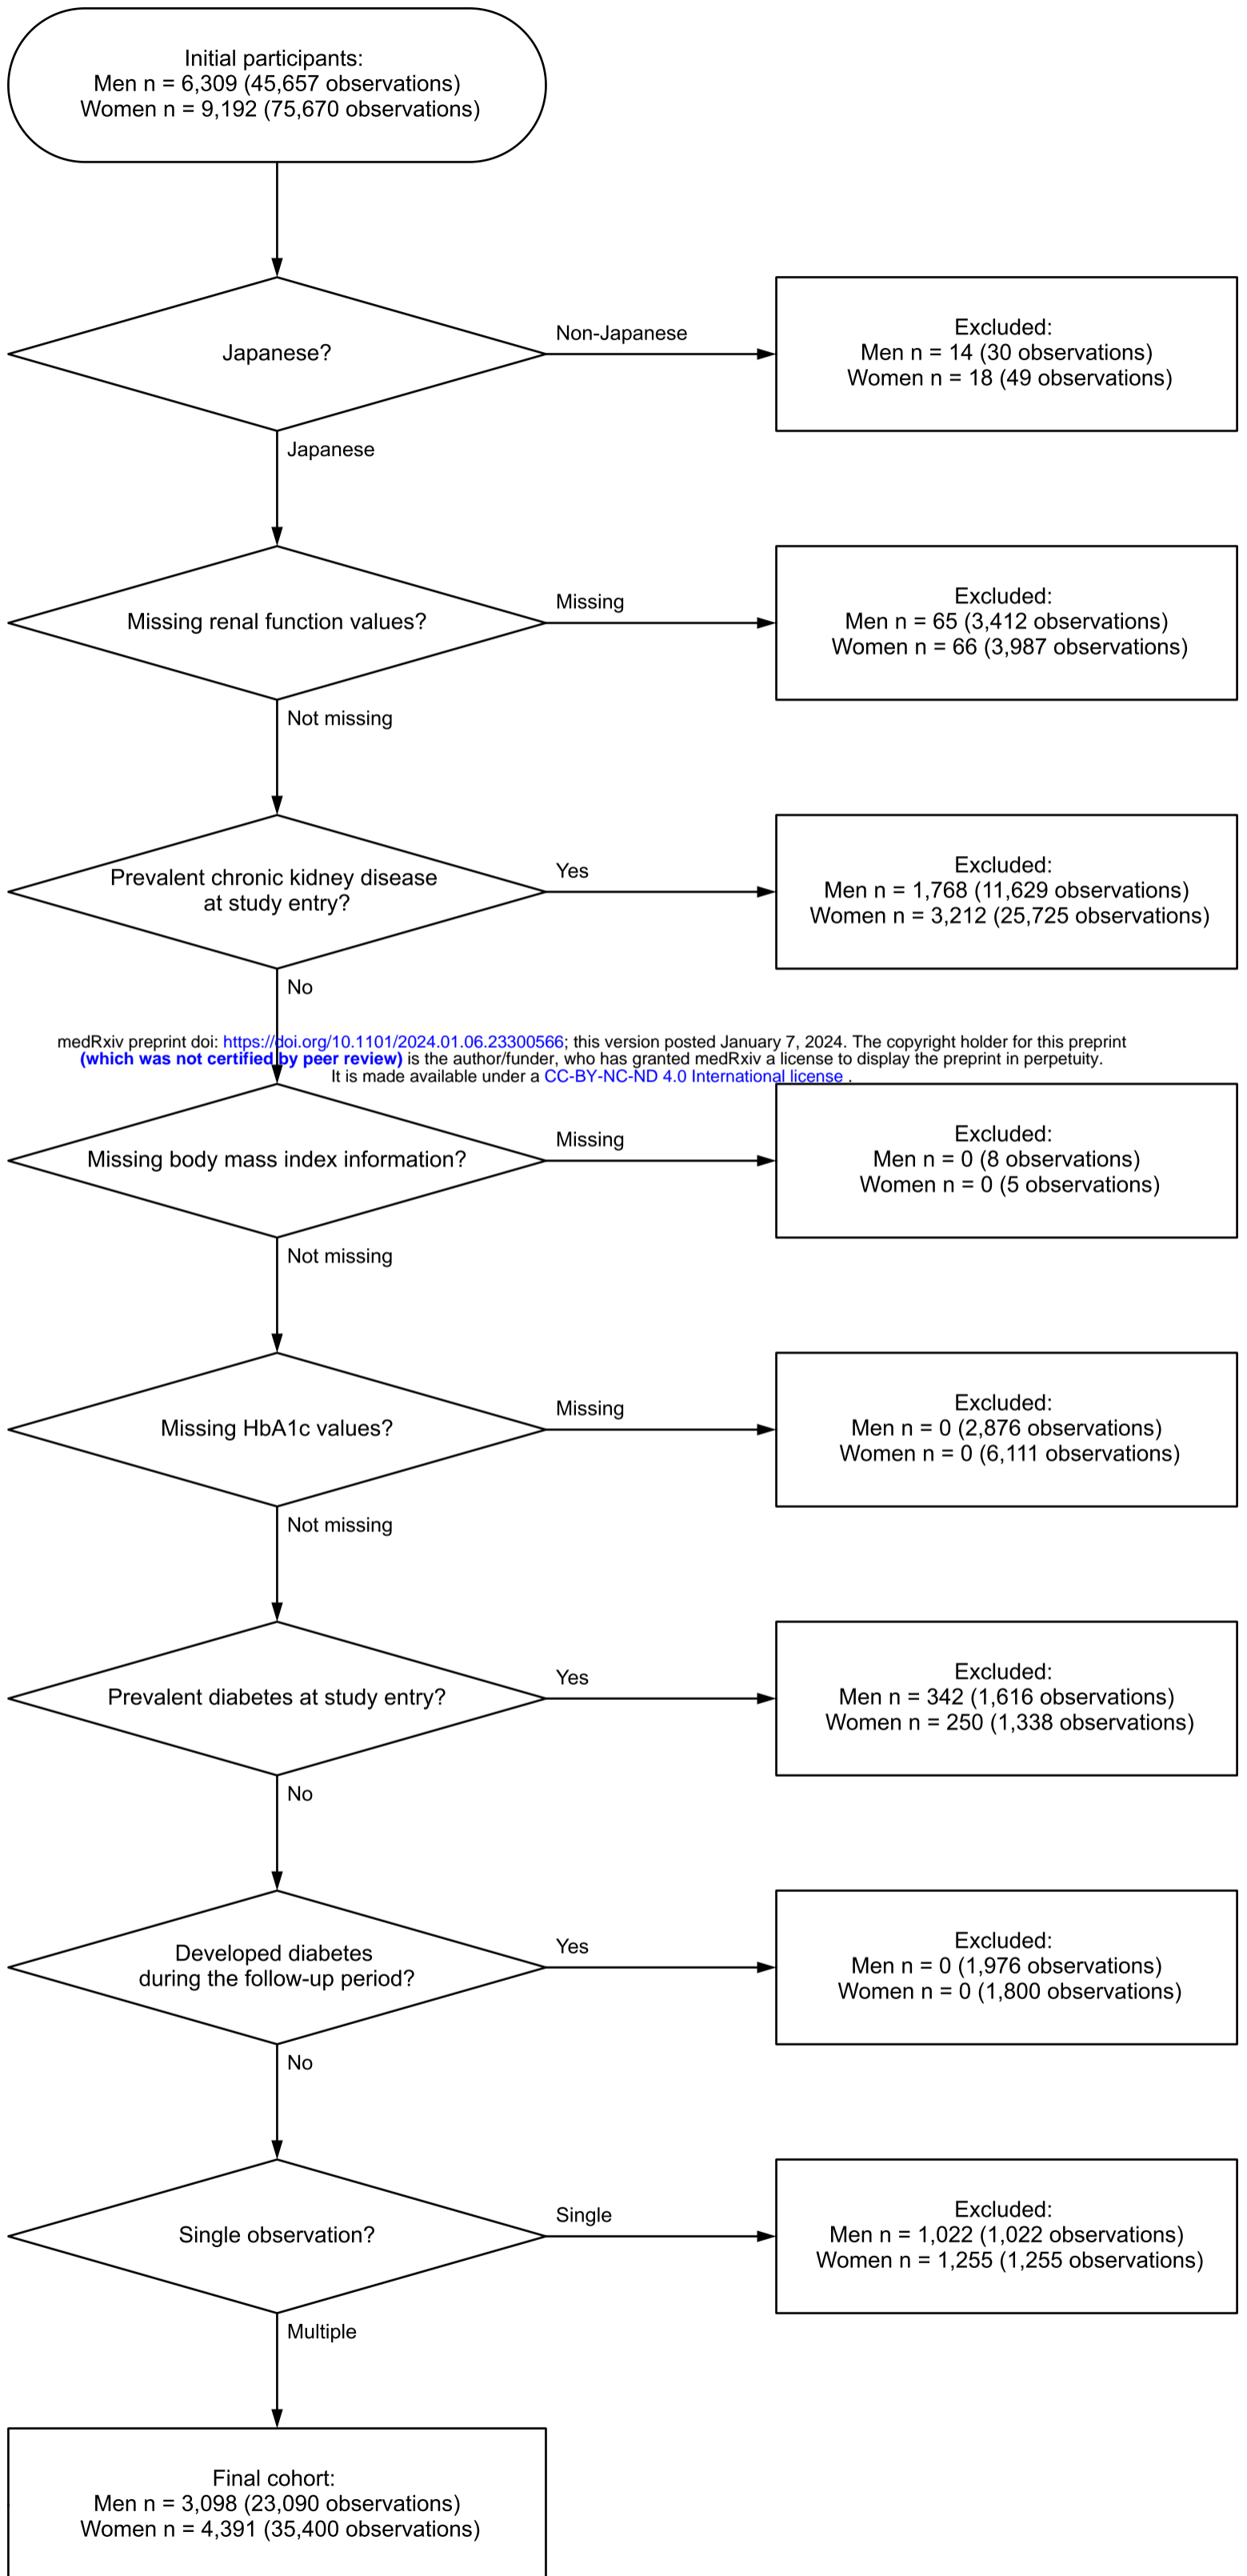 Initial participants:
Men n = 6,309 (45,657 observations)
Women n = 9,192 (75,670 observations)
Japanese?
Non-Japanese
Excluded:
Men n = 14 (30 observations)
Women n = 18 (49 observations)
Japanese
Missing renal function values?
Missing
Excluded:
Men n = 65 (3,412 observations)
Women n = 66 (3,987 observations)
Not missing
Prevalent chronic kidney disease
at study entry?
Yes
Excluded:
Men n = 1,768 (11,629 observations)
Women n = 3,212 (25,725 observations)
No
medRxiv preprint doi: https://doi.org/10.1101/2024.01.06.23300566; this version posted January 7, 2024. The copyright holder for this preprint
(which was not certified by peer review) is the author/funder, who has granted medRxiv a license to display the preprint in perpetuity.
It is made available under a CC-BY-NC-ND 4.0 International license .
Missing body mass index information?
Missing
Excluded:
Men n = 0 (8 observations)
Women n = 0 (5 observations)
Not missing
Missing HbA1c values?
Missing
Excluded:
Men n = 0 (2,876 observations)
Women n = 0 (6,111 observations)
Not missing
Prevalent diabetes at study entry?
Yes
Excluded:
Men n = 342 (1,616 observations)
Women n = 250 (1,338 observations)
No
Developed diabetes
during the follow-up period?
Yes
Excluded:
Men n = 0 (1,976 observations)
Women n = 0 (1,800 observations)
No
Single observation?
Single
Excluded:
Men n = 1,022 (1,022 observations)
Women n = 1,255 (1,255 observations)
Multiple
Final cohort:
Men n = 3,098 (23,090 observations)
Women n = 4,391 (35,400 observations)